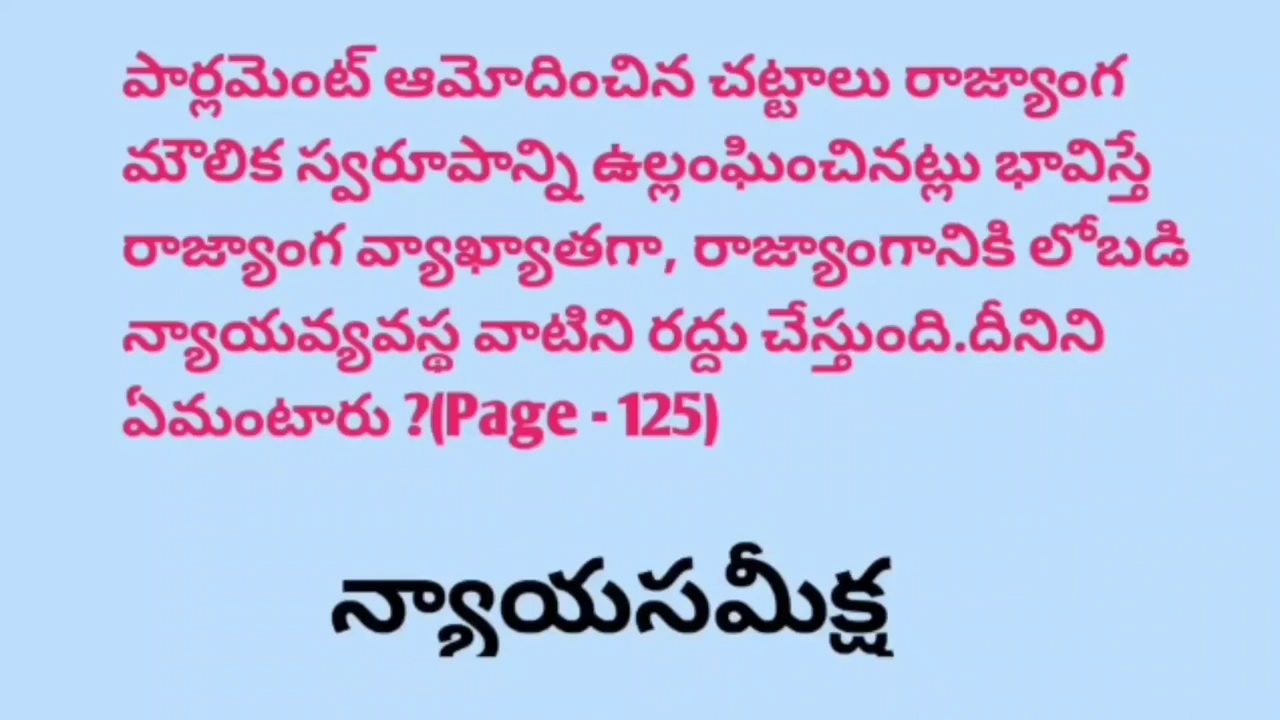 పార్లమెంట్ ఆమోదించిన చట్టాలు రాజ్యాంగ
మౌలిక స్వరూపాన్ని ఉల్లంఘించినట్లు భావిస్తే
రాజ్యాంగ వ్యాఖ్యాతగా, రాజ్యాంగానికి లోబడి
న్యాయవ్యవస్థ వాటిని రద్దు చేస్తుంది.దీనిని
ఏమంటారు ?(Page - 125)
న్యాయసమీక్ష